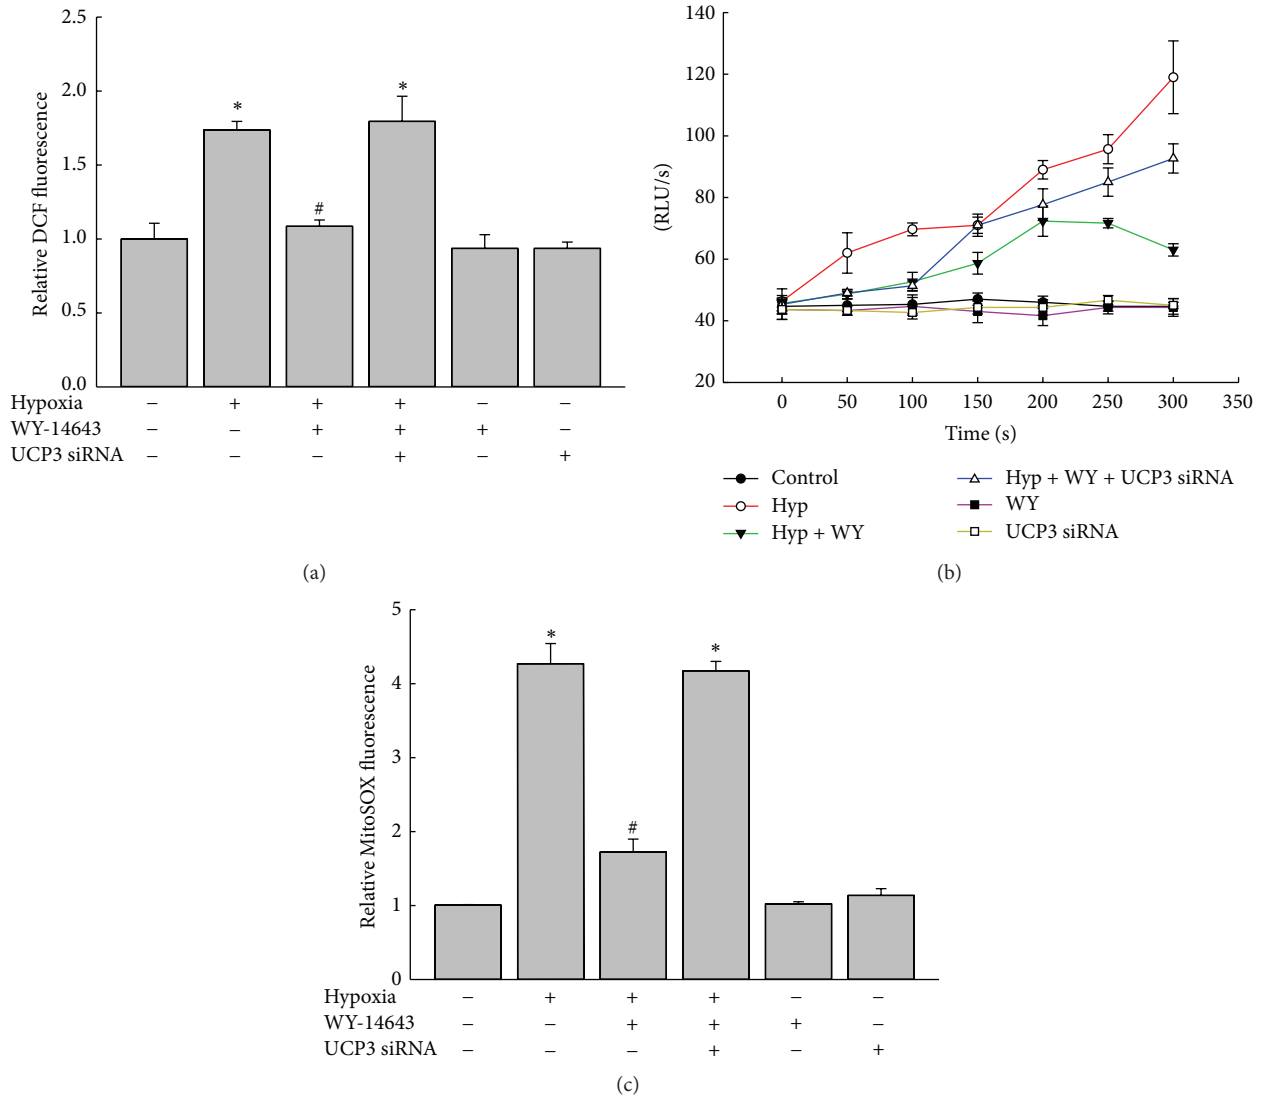 2.5
2.0
1.5
1.0
0.5
0.0
Relative DCF fluorescence
* # *
Hypoxia − + + + − −
WY-14643 − − + + + −
UCP3 siRNA − − − + − +
(a)
140
120
100
80
60
40
20
(RLU/s)
0 50 100 150 200 250 300 350
Time (s)
Control
Hyp
Hyp + WY
Hyp + WY + UCP3 siRNA
WY
UCP3 siRNA
(b)
5
4
3
2
1
0
Relative MitoSOX fluorescence
* # *
Hypoxia − + + + − −
WY-14643 − − + + + −
UCP3 siRNA − − − + − +
(c)